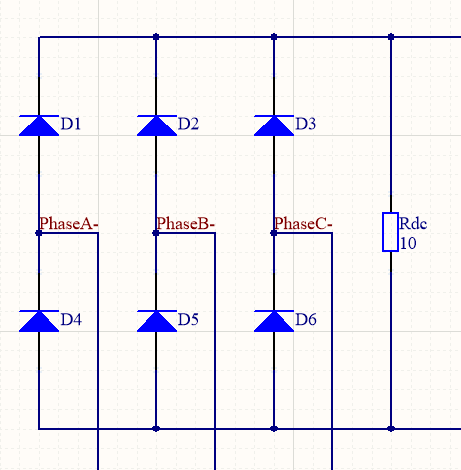 D1
D2
D3
PhaseA-
PhaseB-
PhaseC-
Rdc
10
D4
D5
D6